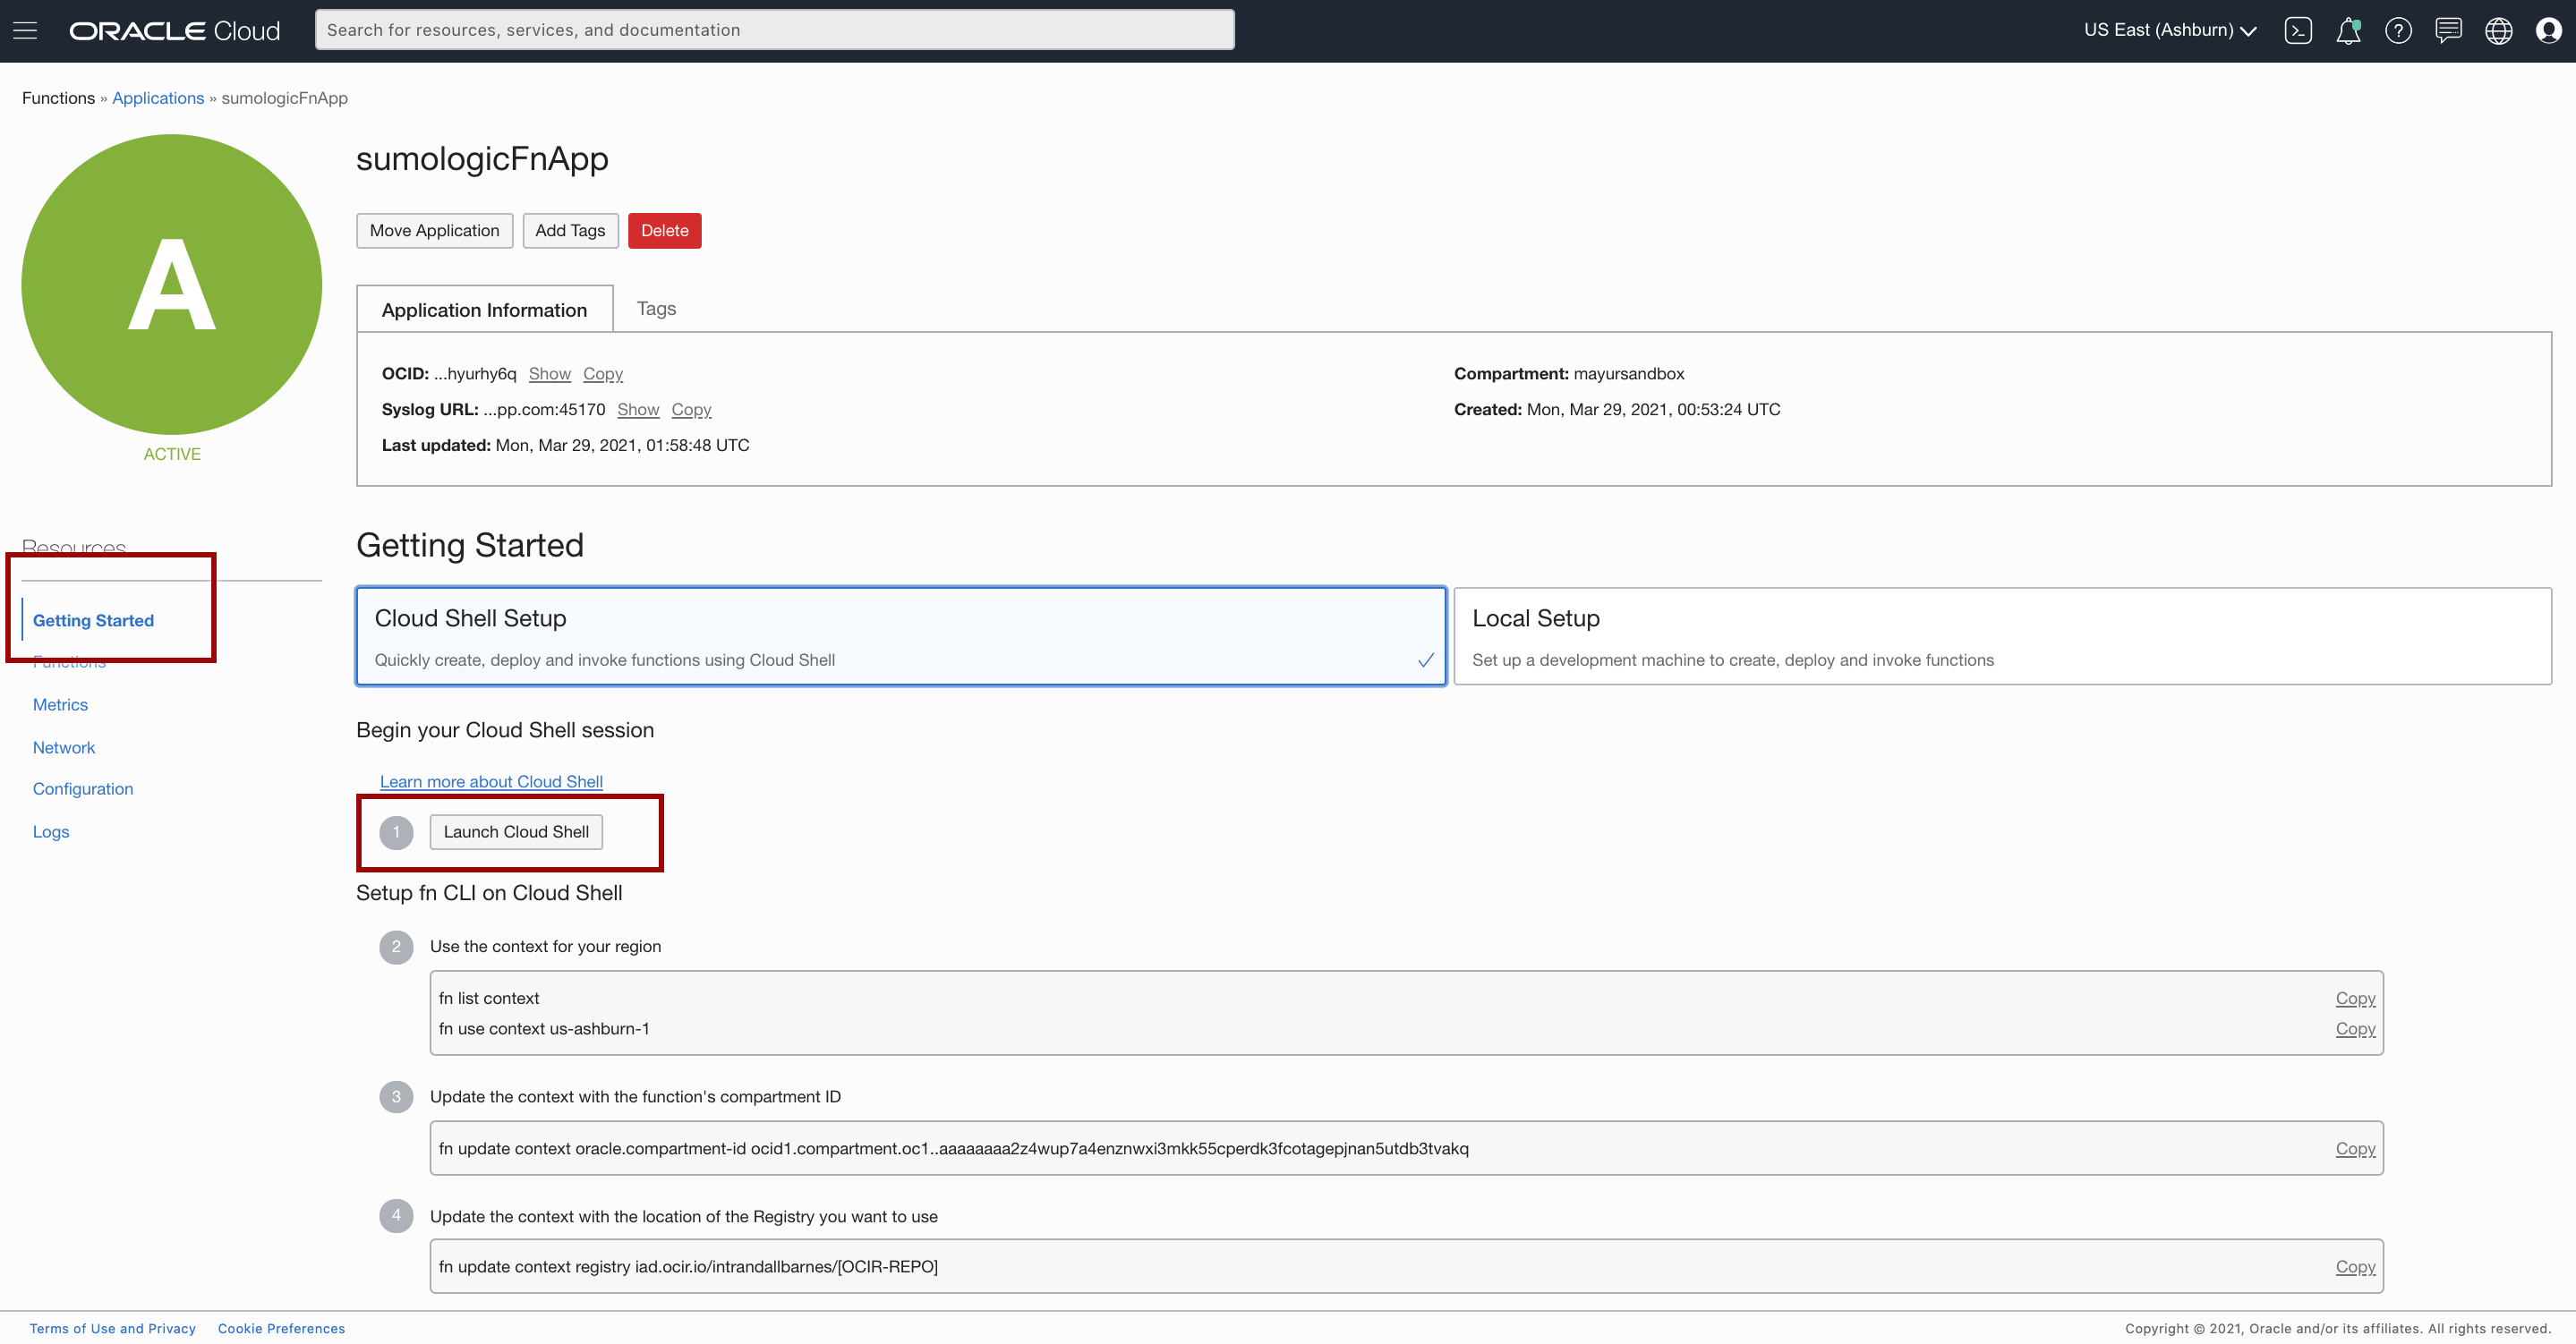 ORACLE Cloud
Search for resources, services, and documentation
US East (Ashburn)
Functions » Applications » sumologicFnApp
A
ACTIVE
sumologicFnApp
Move Application
Add Tags
Delete
Application Information
Tags
OCID: ...hyurhy6q Show Copy
Compartment: mayursandbox
Syslog URL: ...pp.com:45170 Show Copy
Created: Mon, Mar 29, 2021, 00:53:24 UTC
Last updated: Mon, Mar 29, 2021, 01:58:48 UTC
Resources
Getting Started
Functions
Metrics
Network
Configuration
Logs
Getting Started
Cloud Shell Setup
Quickly create, deploy and invoke functions using Cloud Shell
Local Setup
Set up a development machine to create, deploy and invoke functions
Begin your Cloud Shell session
Learn more about Cloud Shell
1 Launch Cloud Shell
Setup fn CLI on Cloud Shell
2 Use the context for your region
fn list context Copy
fn use context us-ashburn-1 Copy
3 Update the context with the function's compartment ID
fn update context oracle.compartment-id ocid1.compartment.oc1..aaaaaaaa2z4wup7a4enznwxi3mkk55cperdk3fcotagepjnan5utdb3tvakq Copy
4 Update the context with the location of the Registry you want to use
fn update context registry iad.ocir.io/intrandallbarnes/[OCIR-REPO] Copy
Terms of Use and Privacy
Cookie Preferences
Copyright © 2021, Oracle and/or its affiliates. All rights reserved.